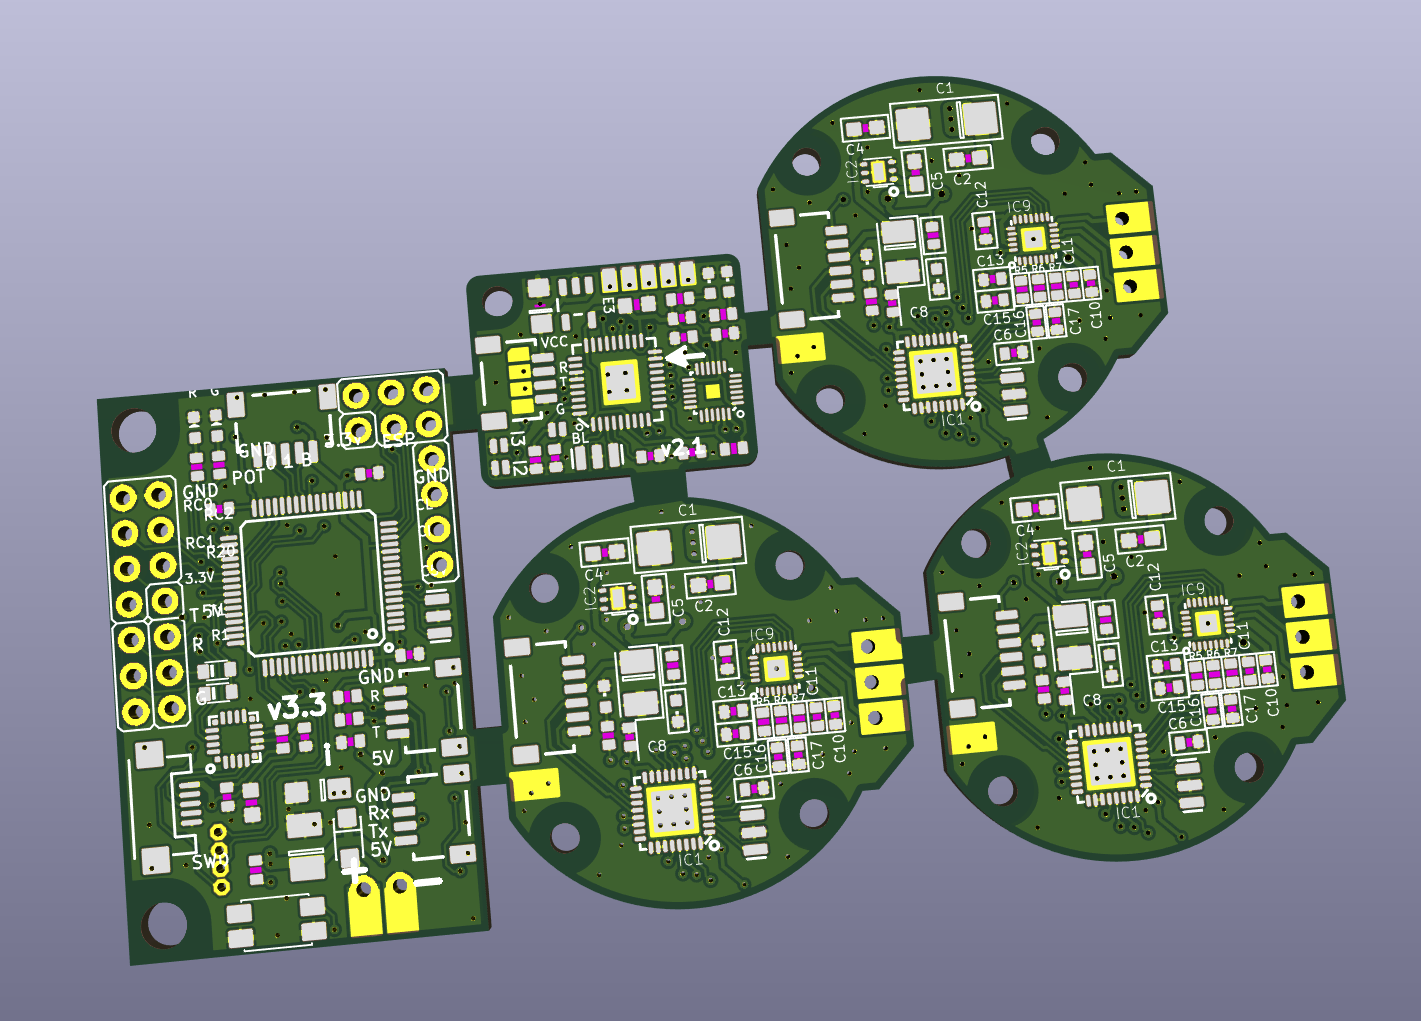 C1
C4
IC2
C5
C2
C12
IC9
C11
C13
R5 R6 R7
C15
C16
C17
C10
C8
C6
IC1
E3
VCC
R
T
G
BL
J3
J2
v2.1
R G
GND
POT
1 0 1 B
3.3V
ESP
GND
GND
RC0
RC2
RC1
R20
3.3V
5V
R1
R
G
v3.3
GND
R
T
5V
GND
Rx
Tx
5V
+
-
C1
C4
IC2
C5
C2
C12
IC9
C11
C13
R5 R6 R7
C15
C16
C17
C10
C8
C6
IC1
C1
C4
IC2
C5
C2
C12
IC9
C11
C13
R5 R6 R7
C15
C16
C17
C10
C8
C6
IC1